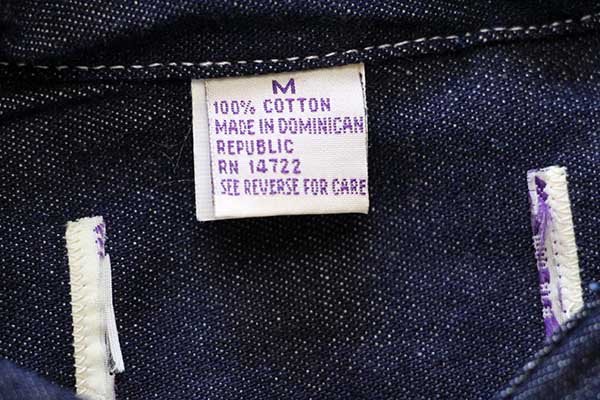 M
100% COTTON
MADE IN DOMINICAN
REPUBLIC
RN 14722
SEE REVERSE FOR CARE